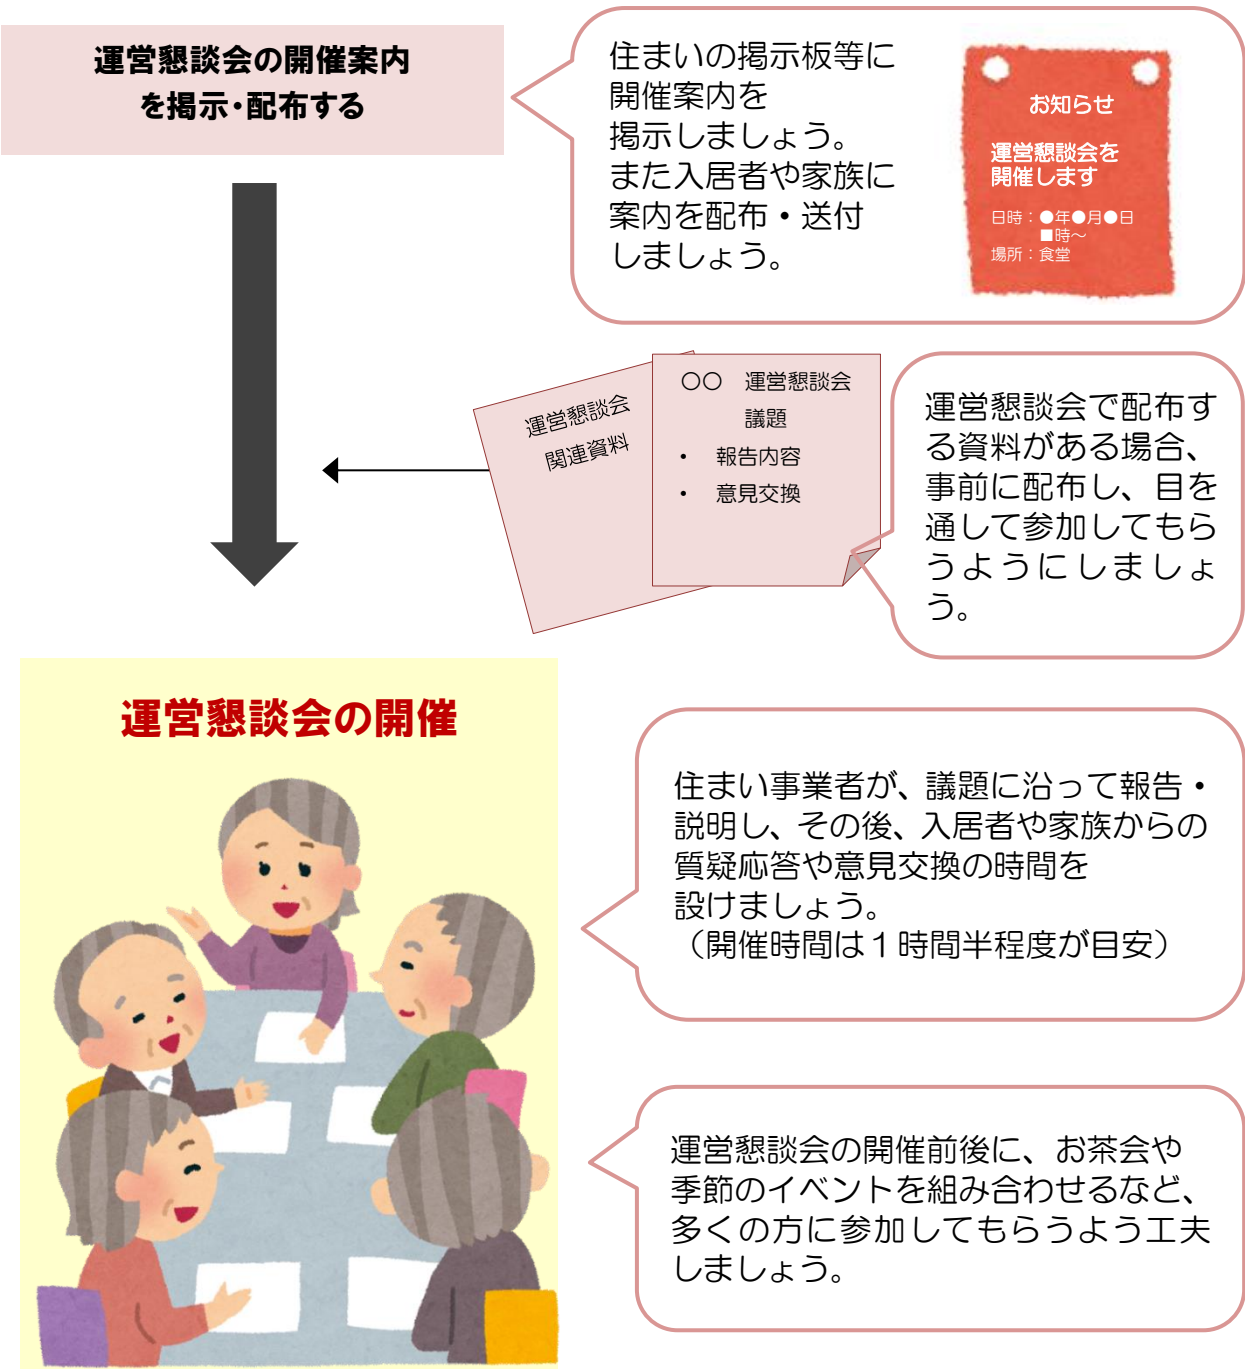 運営懇談会の開催案内
を掲示・配布する
住まいの掲示板等に
開催案内を
掲示しましょう。
また入居者や家族に
案内を配布・送付
しましょう。
お知らせ
運営懇談会を
開催します
日時：●年●月●日
■時～
場所：食堂
運営懇談会
関連資料
〇〇　運営懇談会
議題
・ 報告内容
・ 意見交換
運営懇談会で配布す
る資料がある場合、
事前に配布し、目を
通して参加してもら
うようにしましょ
う。
運営懇談会の開催
住まい事業者が、議題に沿って報告・
説明し、その後、入居者や家族からの
質疑応答や意見交換の時間を
設けましょう。
（開催時間は１時間半程度が目安）
運営懇談会の開催前後に、お茶会や
季節のイベントを組み合わせるなど、
多くの方に参加してもらうよう工夫
しましょう。